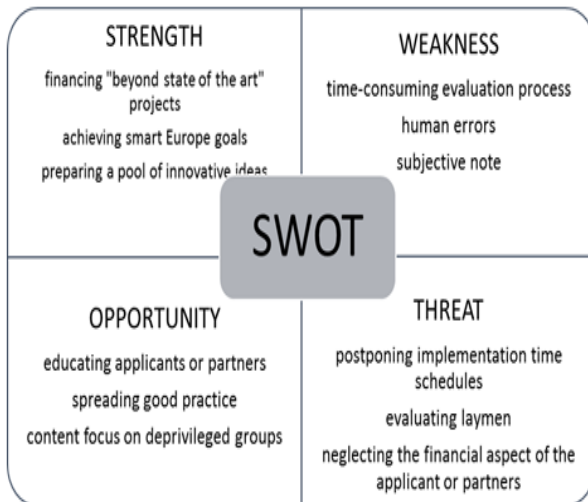 STRENGTH
financing "beyond state of the art"
projects
achieving smart Europe goals
preparing a pool of innovative ideas
WEAKNESS
time-consuming evaluation process
human errors
subjective note
SWOT
OPPORTUNITY
educating applicants or partners
spreading good practice
content focus on deprivileged groups
THREAT
postponing implementation time
schedules
evaluating laymen
neglecting the financial aspect of the
applicant or partners